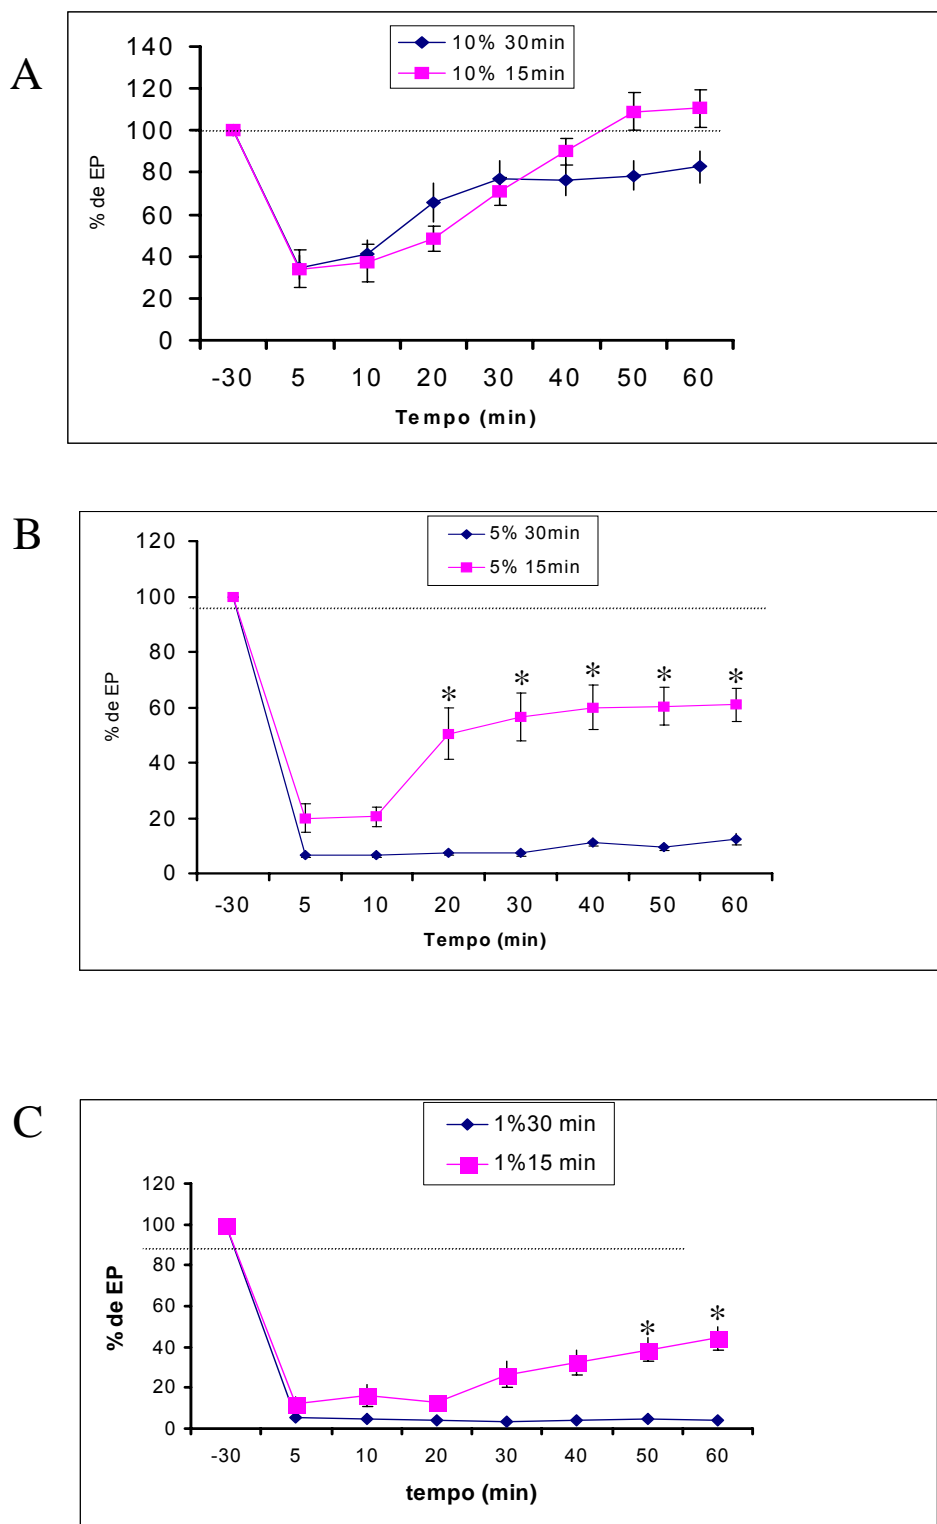 A
10% 30min
10% 15min
140
120
100
80
60
40
20
0
% de EP
-30 5 10 20 30 40 50 60
Tempo (min)
B
5% 30min
5% 15min
120
100
80
60
40
20
0
% de EP
* * * * *
-30 5 10 20 30 40 50 60
Tempo (min)
C
1%30 min
1%15 min
120
100
80
60
40
20
0
% de EP
* *
-30 5 10 20 30 40 50 60
tempo (min)